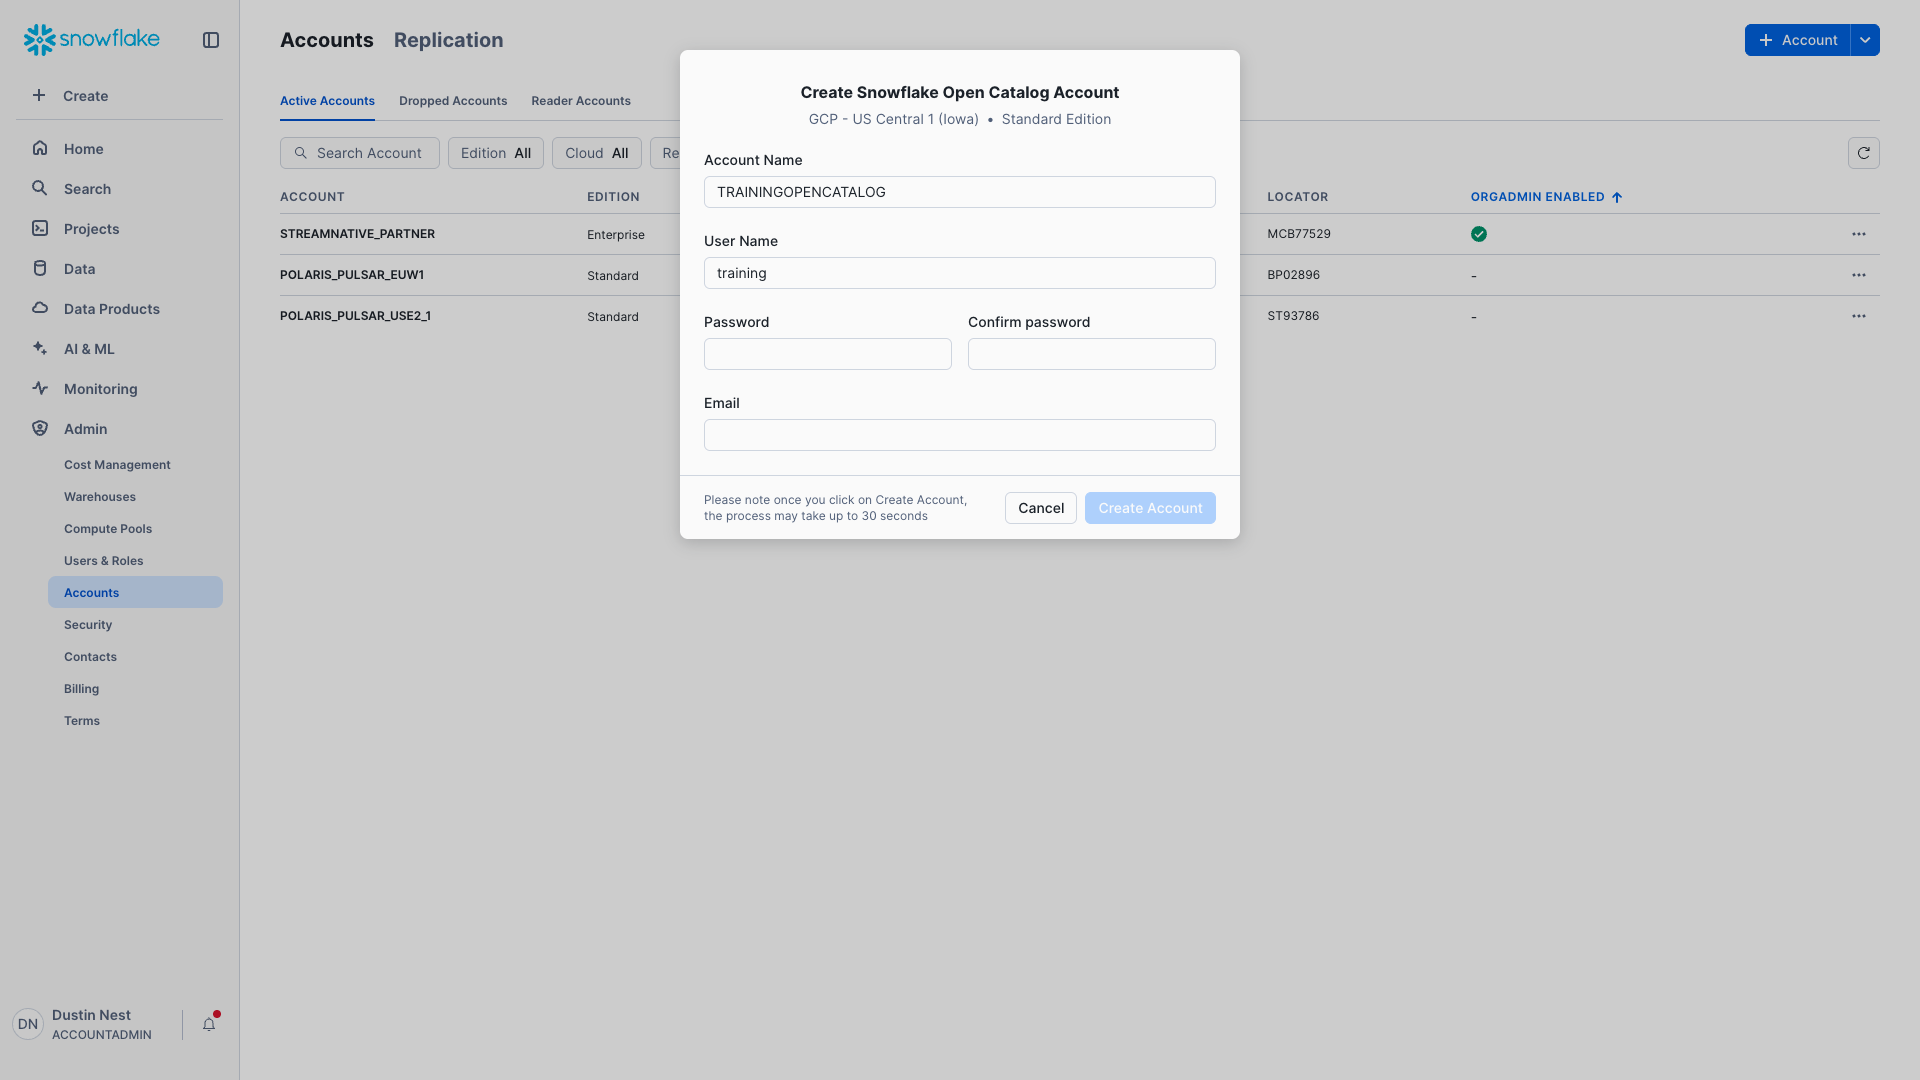 snowflake
Create
Home
Search
Projects
Data
Data Products
AI & ML
Monitoring
Admin
Cost Management
Warehouses
Compute Pools
Users & Roles
Accounts
Security
Contacts
Billing
Terms
DN
Dustin Nest
ACCOUNTADMIN
Accounts Replication
Account
Active Accounts Dropped Accounts Reader Accounts
Search Account Edition All Cloud All Re
ACCOUNT EDITION LOCATOR ORGADMIN ENABLED
STREAMNATIVE_PARTNER Enterprise MCB77529
POLARIS_PULSAR_EUW1 Standard BP02896 -
POLARIS_PULSAR_USE2_1 Standard ST93786 -
Create Snowflake Open Catalog Account
GCP - US Central 1 (Iowa) • Standard Edition
Account Name
TRAININGOPENCATALOG
User Name
training
Password Confirm password
Email
Please note once you click on Create Account,
the process may take up to 30 seconds
Cancel Create Account